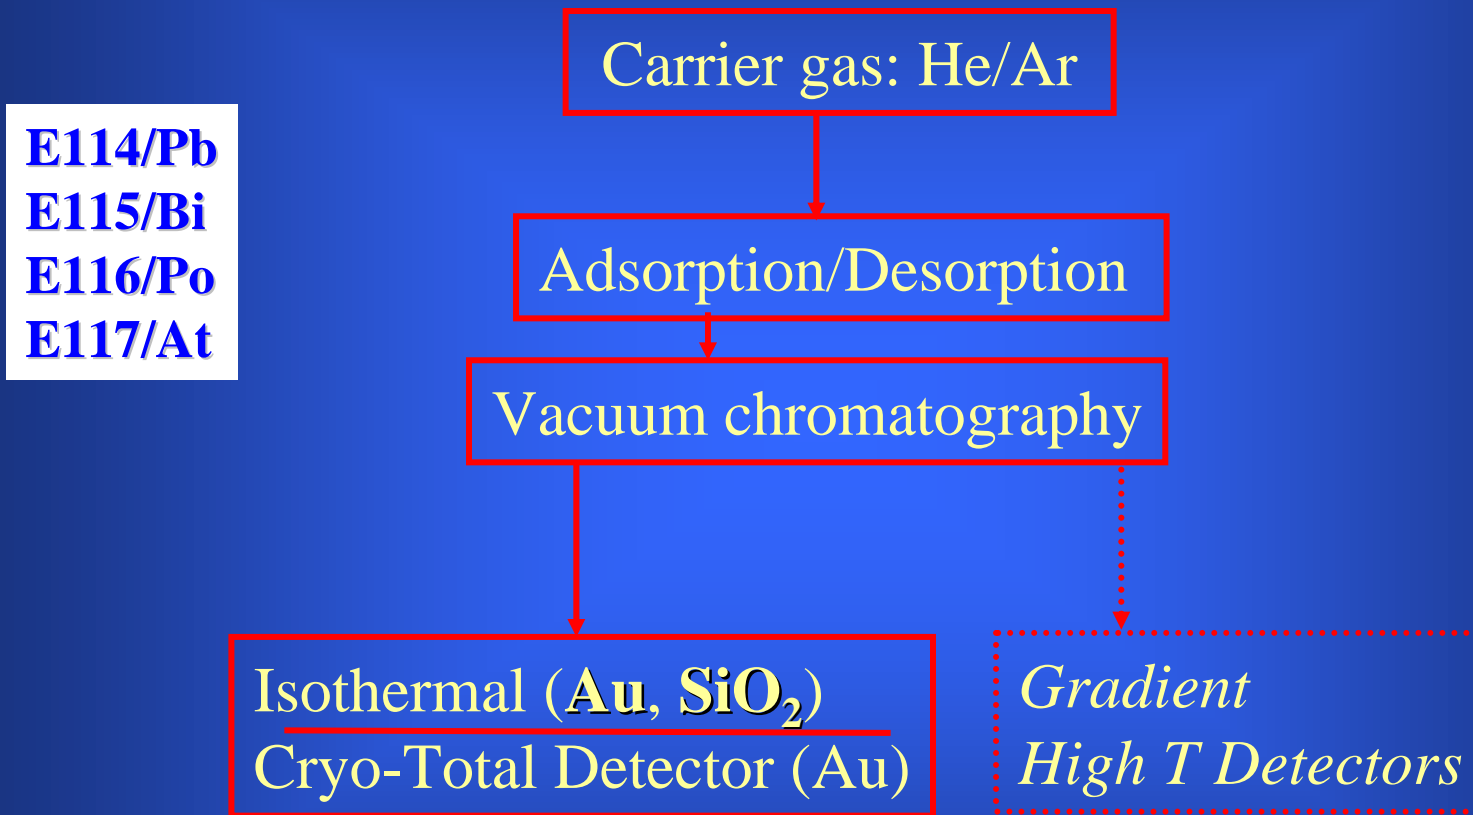 Carrier gas: He/Ar
E114/Pb
E115/Bi
E116/Po
E117/At
Adsorption/Desorption
Vacuum chromatography
Isothermal (Au, SiO₂)
Cryo-Total Detector (Au)
Gradient
High T Detectors